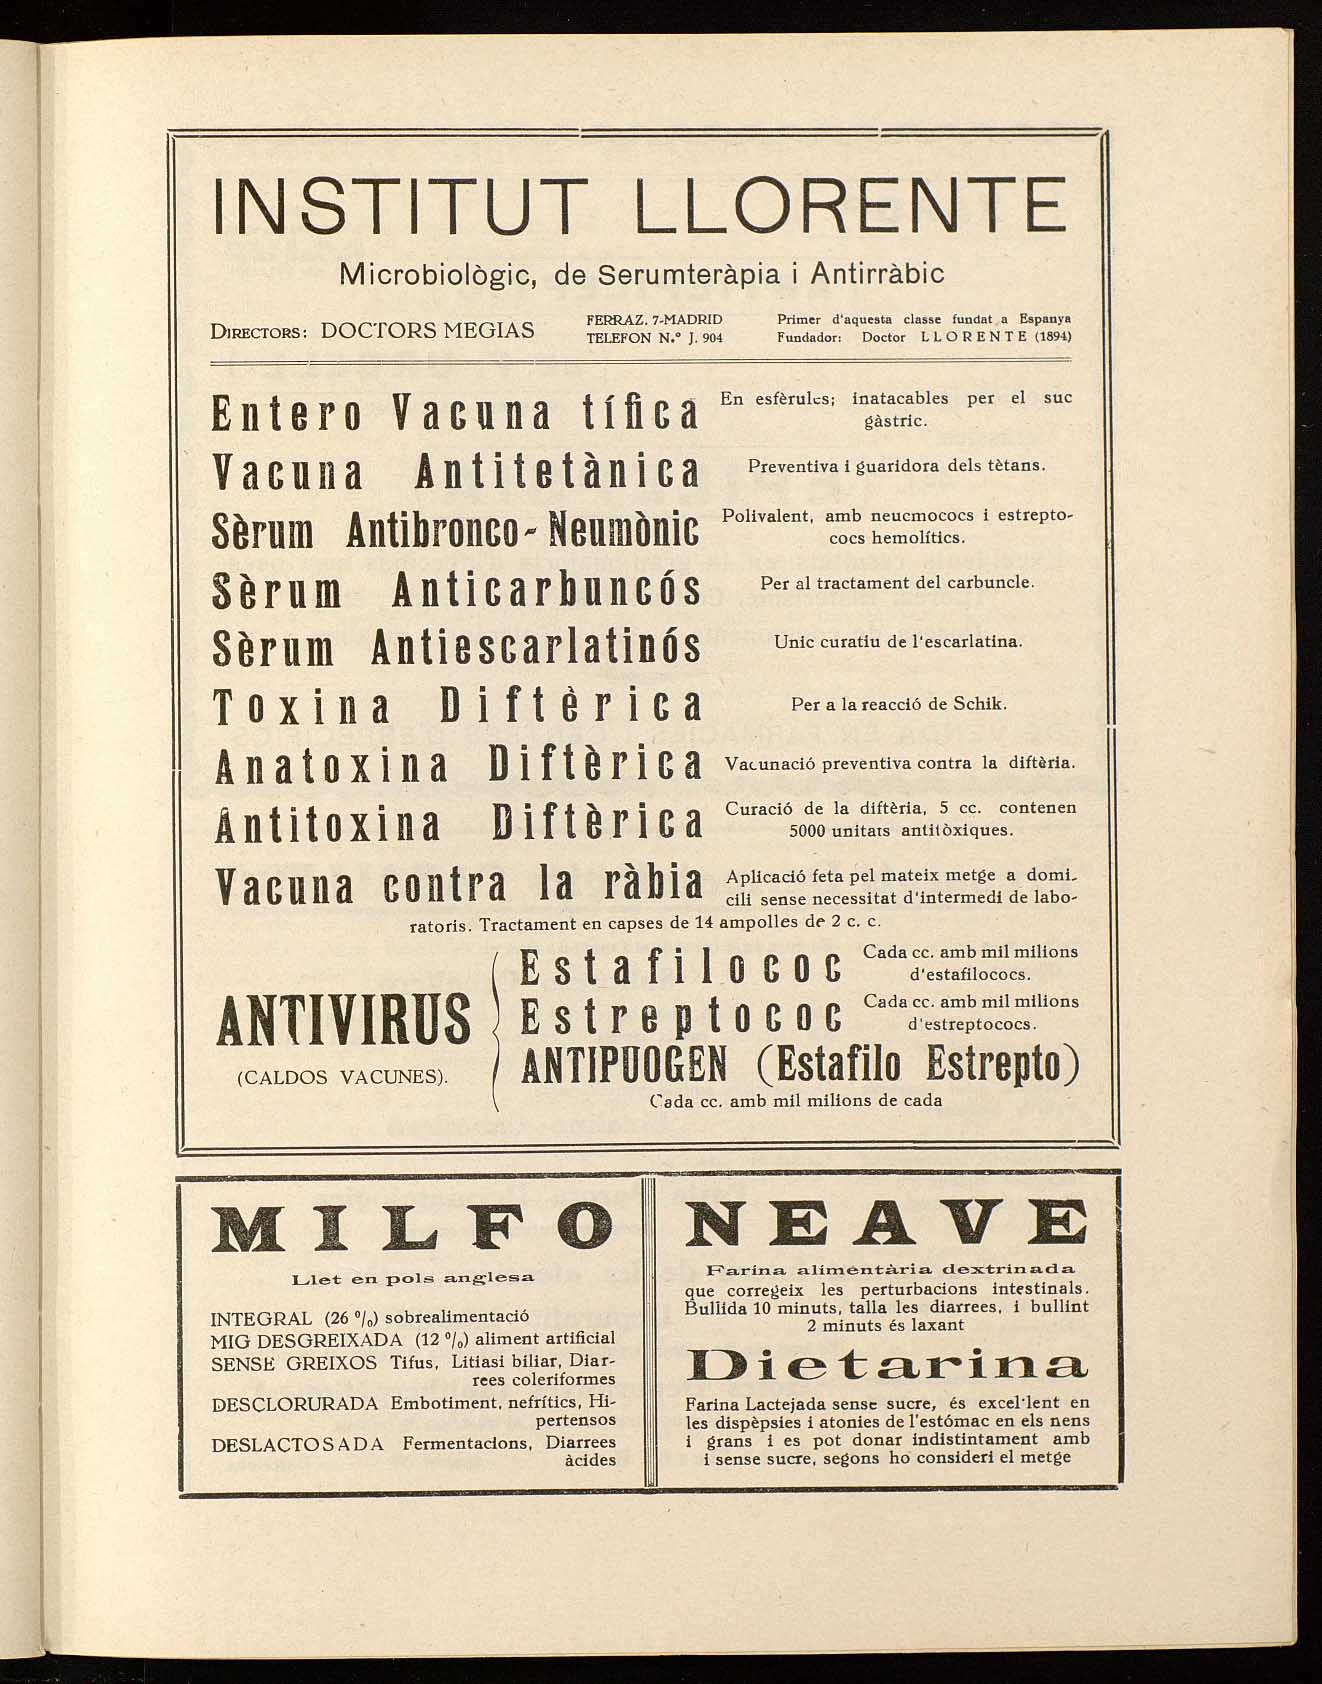 INSTITUT LLORENTE
Microbiològic, de Serumteràpia i Antirràbic
DIRECTORS: DOCTORS MEGIAS
FERRAZ. 7-MADRID
TELEFON N.º J. 904
Primer d'aquesta classe fundat a Espanya
Fundador: Doctor LLORENTE (1894)
Entero Vacuna tífica
En esfèrules; inatacables per el suc
gàstric.
Vacuna Antitetànica
Preventiva i guaridora dels tètans.
Sèrum Antibronco-Neumònic
Polivalent, amb neucmococs i estrepto-
cocs hemolítics.
Sèrum Anticarbuncós
Per al tractament del carbuncle.
Sèrum Antiescarlatinós
Unic curatiu de l'escarlatina.
Toxina Diftèrica
Per a la reacció de Schik.
Anatoxina Diftèrica
Vacunació preventiva contra la diftèria.
Antitoxina Diftèrica
Curació de la diftèria, 5 cc. contenen
5000 unitats antitòxiques.
Vacuna contra la ràbia
Aplicació feta pel mateix metge a domi-
cili sense necessitat d'intermedi de labo-
ratoris. Tractament en capses de 14 ampolles de 2 c. c.
ANTIVIRUS
(CALDOS VACUNES).
Estafilococ
Cada cc. amb mil milions
d'estafilococs.
Estreptococ
Cada cc. amb mil milions
d'estreptococs.
ANTIPUOGEN (Estafilo Estrepto)
Cada cc. amb mil milions de cada
MILFO
Llet en pols anglesa
INTEGRAL (26 º/o) sobrealimentació
MIG DESGREIXADA (12 º/o) aliment artificial
SENSE GREIXOS Tifus, Litiasi biliar, Diar-
rees coleriformes
DESCLORURADA Embotiment, nefrítics, Hi-
pertensos
DESLACTOSADA Fermentacions, Diarrees
àcides
NEAVE
Farina alimentària dextrinada
que corregeix les perturbacions intestinals.
Bullida 10 minuts, talla les diarrees, i bullint
2 minuts és laxant
Dietarina
Farina Lactejada sense sucre, és excel'lent en
les dispèpsies i atonies de l'estómac en els nens
i grans i es pot donar indistintament amb
i sense sucre, segons ho consideri el metge